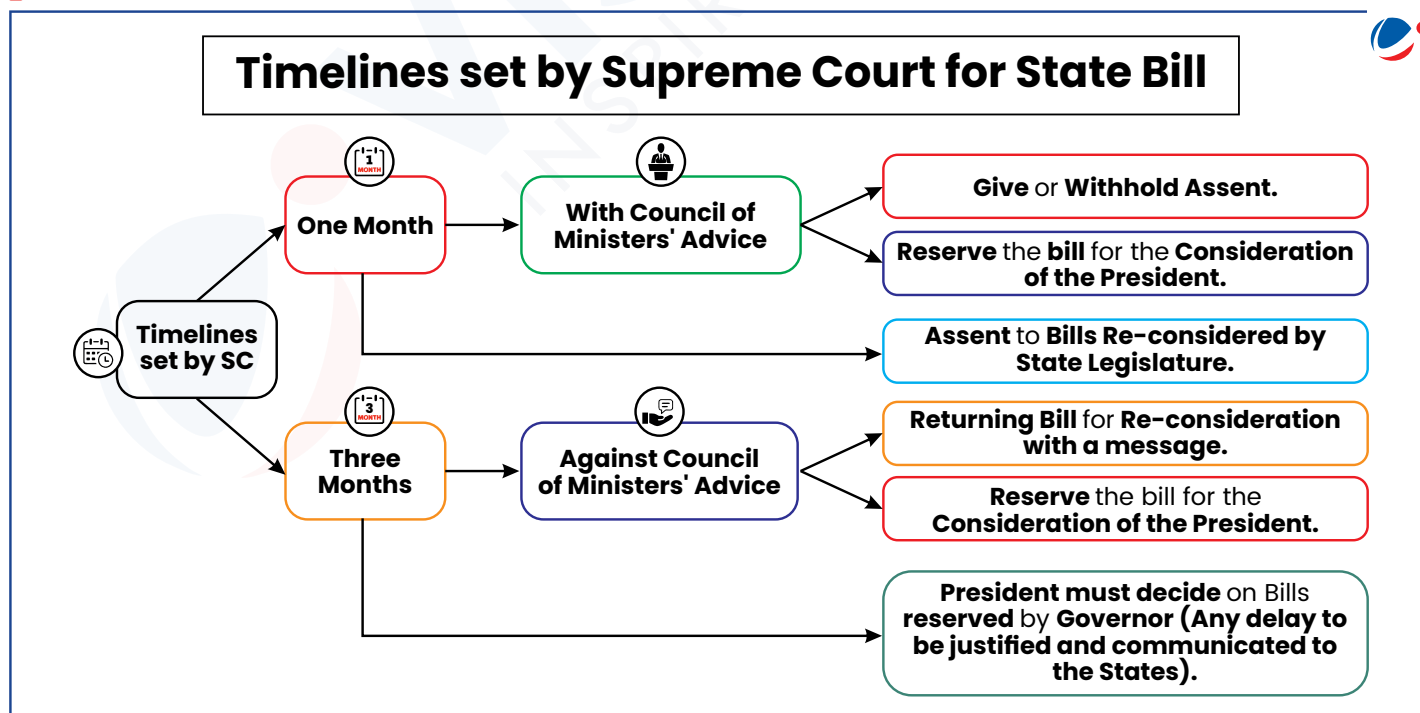 Timelines set by Supreme Court for State Bill
1
MONTH
One Month
With Council of
Ministers' Advice
Give or Withhold Assent.
Reserve the bill for the Consideration
of the President.
Timelines
set by SC
Assent to Bills Re-considered by
State Legislature.
3
MONTH
Three
Months
Against Council
of Ministers' Advice
Returning Bill for Re-consideration
with a message.
Reserve the bill for the
Consideration of the President.
President must decide on Bills
reserved by Governor (Any delay to
be justified and communicated to
the States).